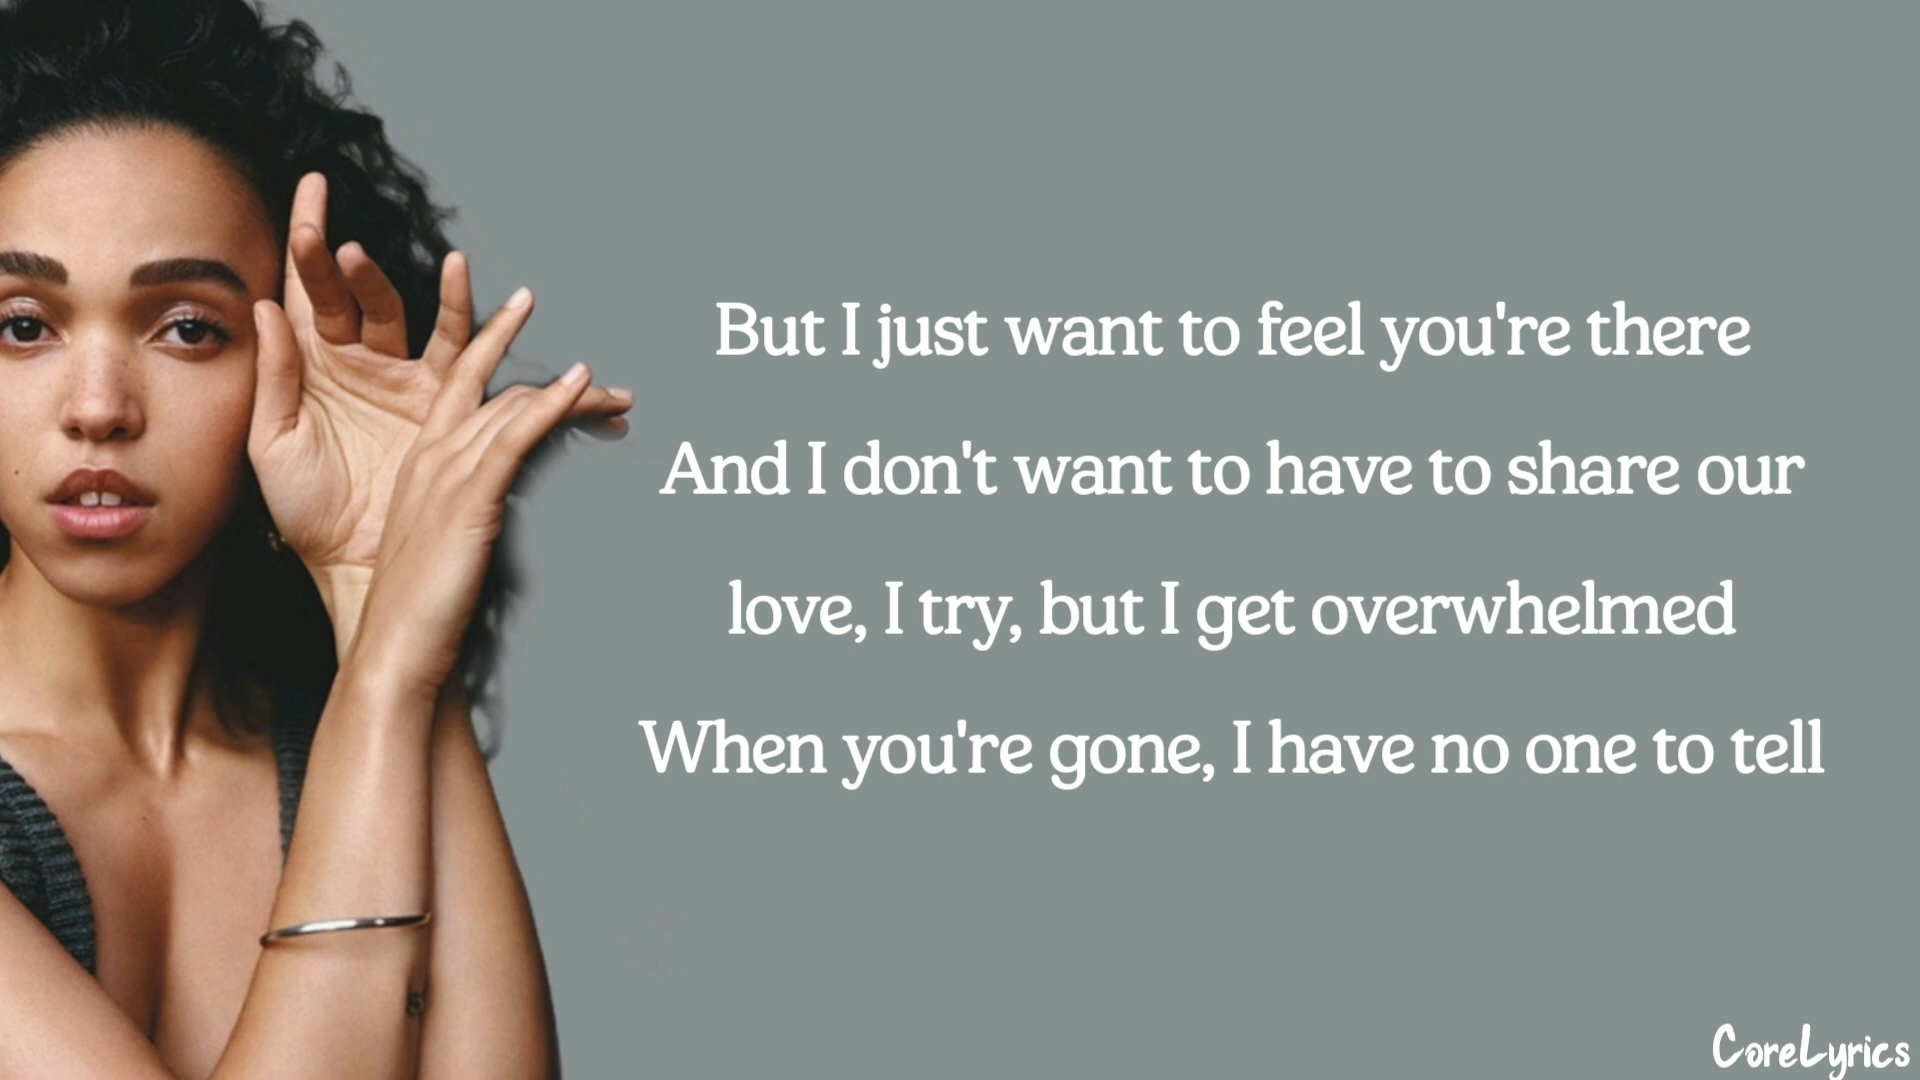 But I just want to feel you're there
And I don't want to have to share our
love, I try, but I get overwhelmed
When you're gone, I have no one to tell
CoreLyrics